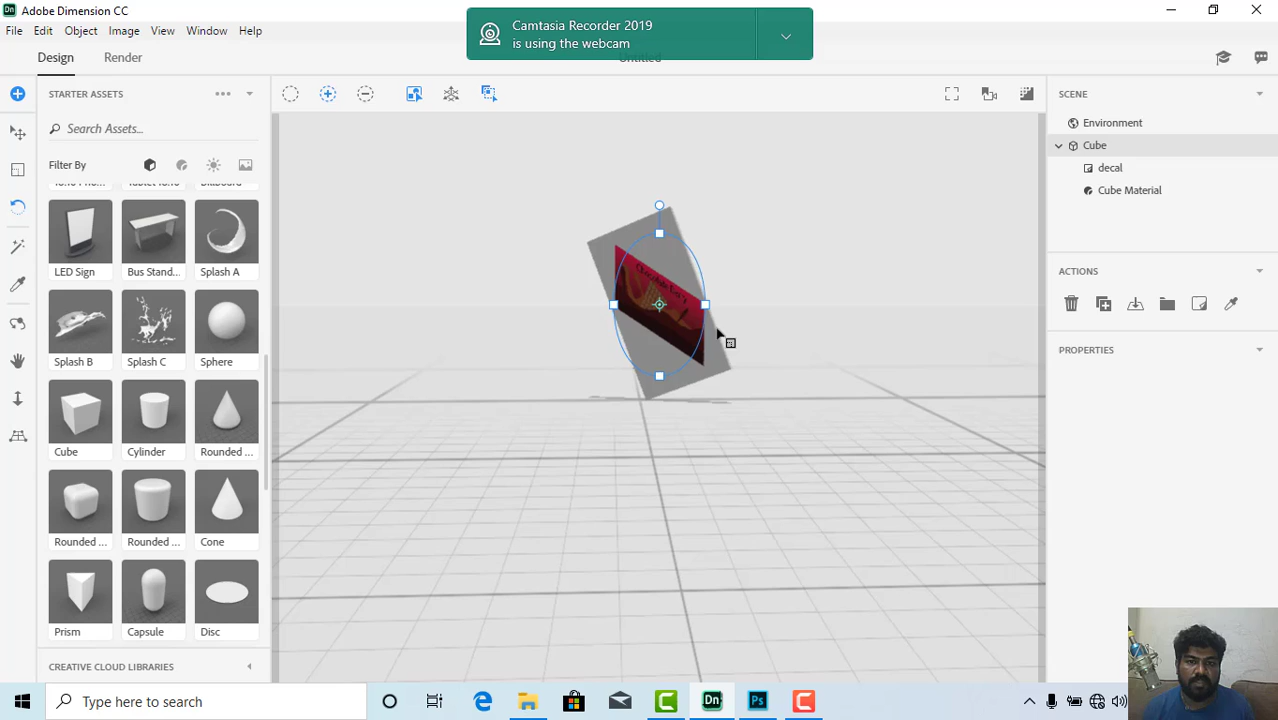 Adobe Dimension CC
File Edit Object Image View Window Help
Camtasia Recorder 2019
is using the webcam
Design Render
Untitled
STARTER ASSETS
Search Assets...
Filter By
LED Sign Bus Stand... Splash A
Splash B Splash C Sphere
Cube Cylinder Rounded ...
Rounded ... Rounded ... Cone
Prism Capsule Disc
CREATIVE CLOUD LIBRARIES
SCENE
Environment
Cube
decal
Cube Material
ACTIONS
PROPERTIES
Type here to search